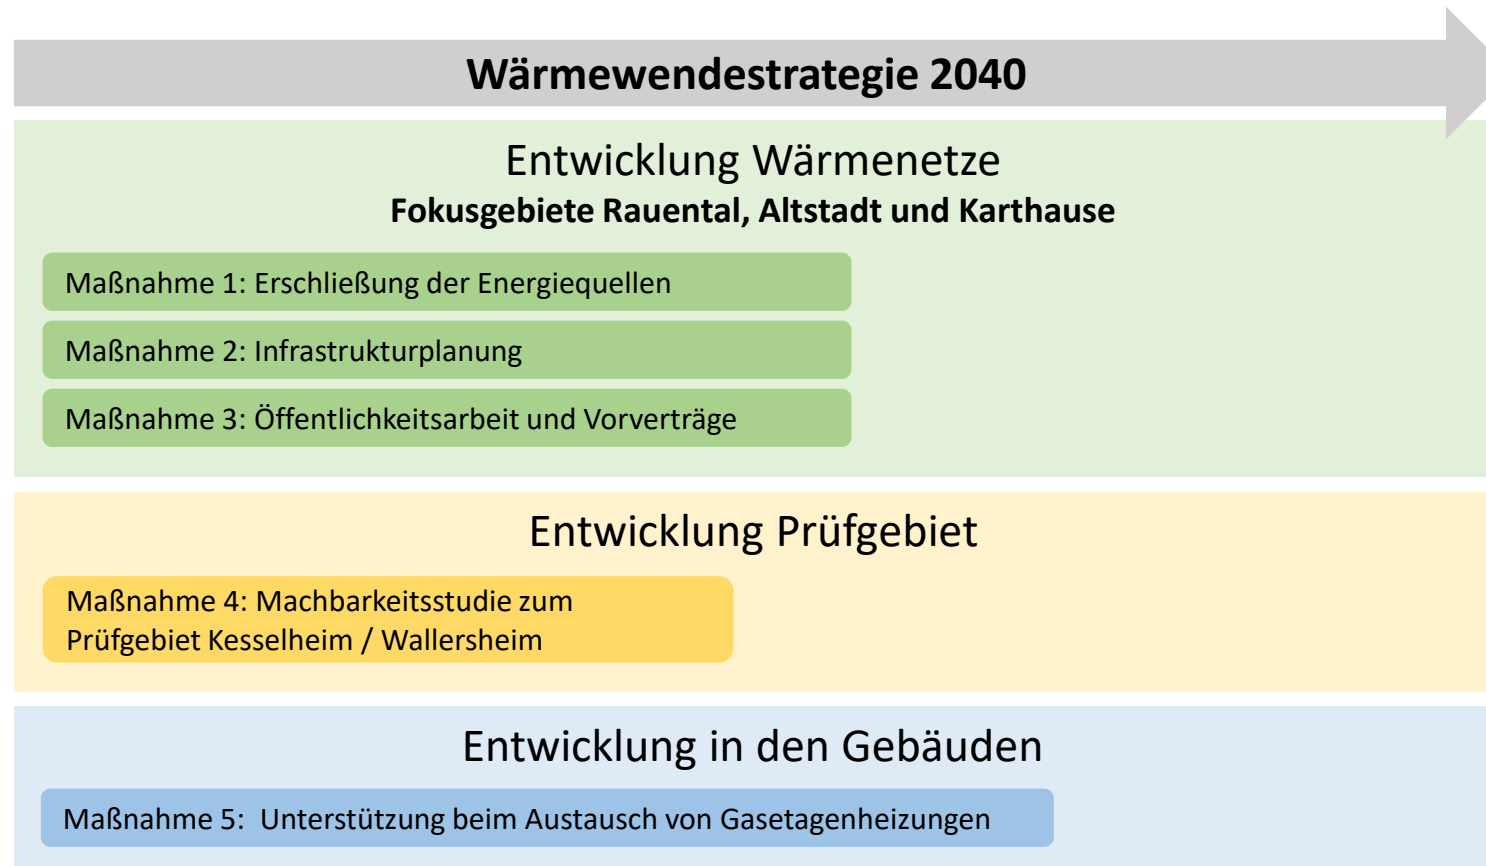 Wärmewendestrategie 2040
Entwicklung Wärmenetze
Fokusgebiete Rauental, Altstadt und Karthause
Maßnahme 1: Erschließung der Energiequellen
Maßnahme 2: Infrastrukturplanung
Maßnahme 3: Öffentlichkeitsarbeit und Vorverträge
Entwicklung Prüfgebiet
Maßnahme 4: Machbarkeitsstudie zum
Prüfgebiet Kesselheim / Wallersheim
Entwicklung in den Gebäuden
Maßnahme 5: Unterstützung beim Austausch von Gasetagenheizungen